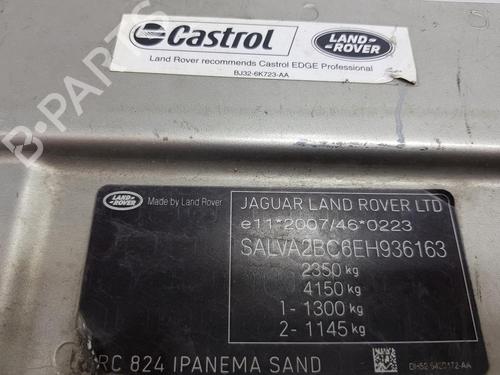 Castrol
LAND
ROVER
Land Rover recommends Castrol EDGE Professional
BJ32-6K723-AA
B-PARTS
LAND
ROVER
Made by Land Rover
JAGUAR LAND ROVER LTD
e11*2007/46*0223
SALVA2BC6EH936163
2350 kg
4150 kg
1- 1300 kg
2- 1145 kg
RC 824 IPANEMA SAND